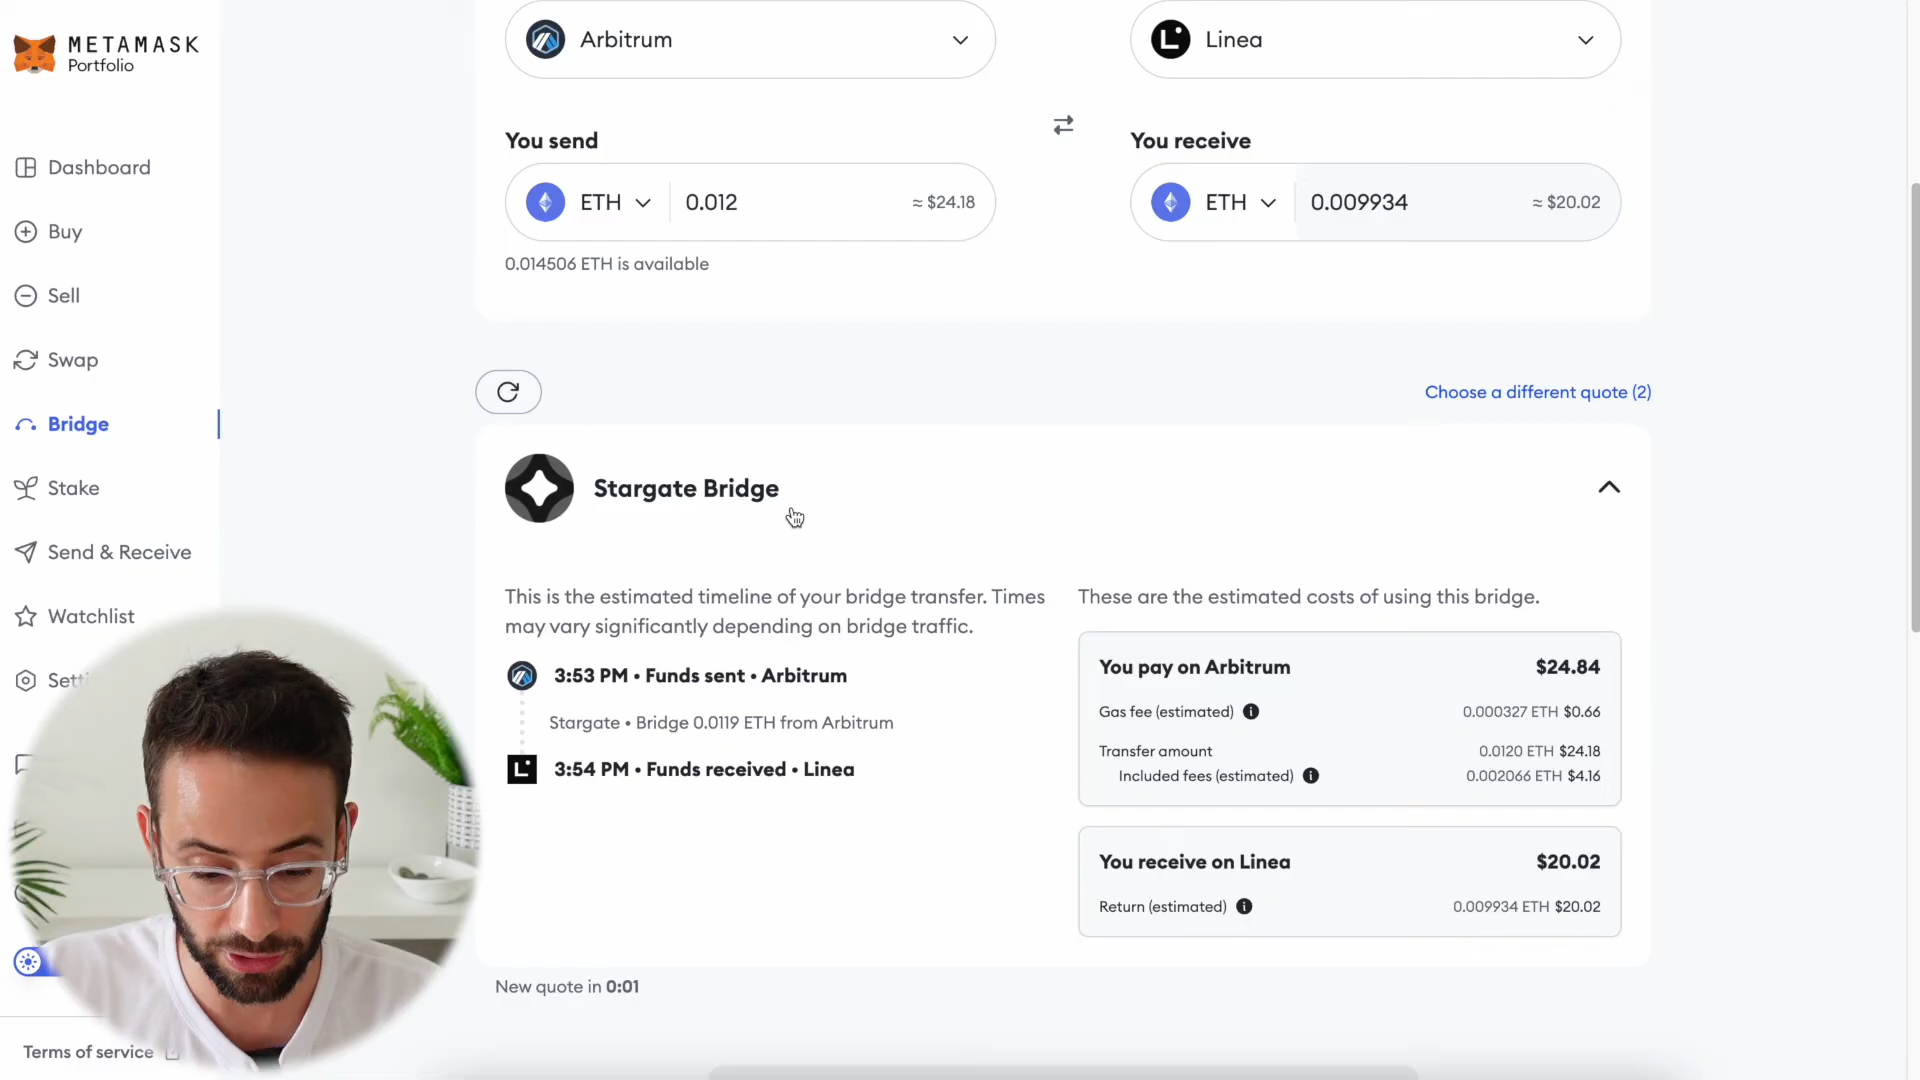 METAMASK
Portfolio
Dashboard
Buy
Sell
Swap
Bridge
Stake
Send & Receive
Watchlist
Terms of service
Arbitrum
Linea
You send
You receive
ETH 0.012 ≈ $24.18
ETH 0.009934 ≈ $20.02
0.014506 ETH is available
Choose a different quote (2)
Stargate Bridge
This is the estimated timeline of your bridge transfer. Times
may vary significantly depending on bridge traffic.
3:53 PM • Funds sent • Arbitrum
Stargate • Bridge 0.0119 ETH from Arbitrum
3:54 PM • Funds received • Linea
These are the estimated costs of using this bridge.
You pay on Arbitrum $24.84
Gas fee (estimated) 0.000327 ETH $0.66
Transfer amount 0.0120 ETH $24.18
Included fees (estimated) 0.002066 ETH $4.16
You receive on Linea $20.02
Return (estimated) 0.009934 ETH $20.02
New quote in 0:01